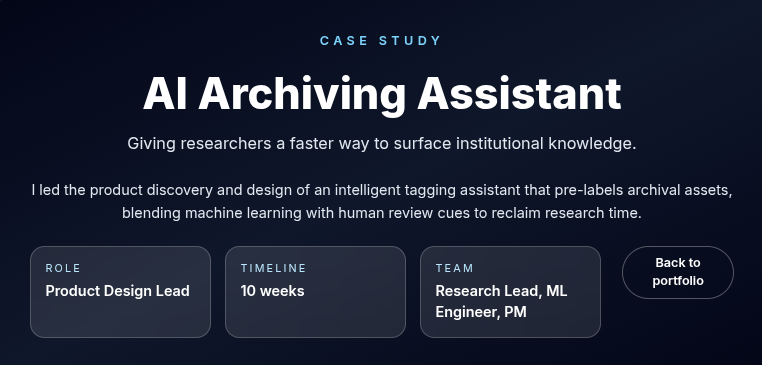 CASE STUDY
AI Archiving Assistant
Giving researchers a faster way to surface institutional knowledge.
I led the product discovery and design of an intelligent tagging assistant that pre-labels archival assets,
blending machine learning with human review cues to reclaim research time.
ROLE
Product Design Lead
TIMELINE
10 weeks
TEAM
Research Lead, ML
Engineer, PM
Back to
portfolio